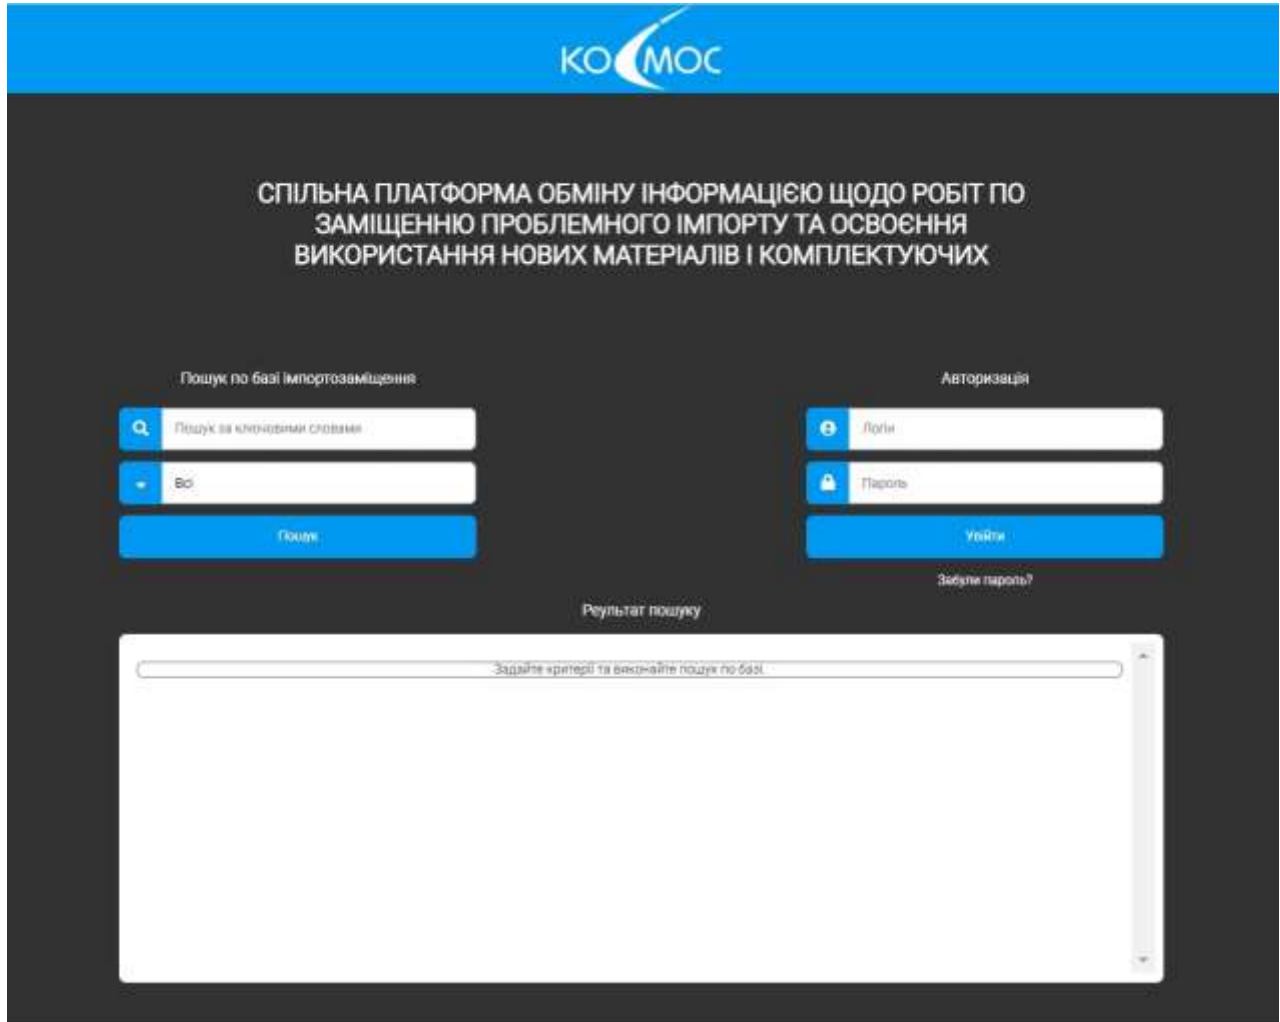 КОСМОС
СПІЛЬНА ПЛАТФОРМА ОБМІНУ ІНФОРМАЦІЄЮ ЩОДО РОБІТ ПО
ЗАМІЩЕННЮ ПРОБЛЕМНОГО ІМПОРТУ ТА ОСВОЄННЯ
ВИКОРИСТАННЯ НОВИХ МАТЕРІАЛІВ І КОМПЛЕКТУЮЧИХ
Пошук по базі імпортозаміщення
Пошук за ключовими словами
Всі
Пошук
Авторизація
Логін
Пароль
Увійти
Забули пароль?
Реультат пошуку
Задайте критерії та виконайте пошук по базі.